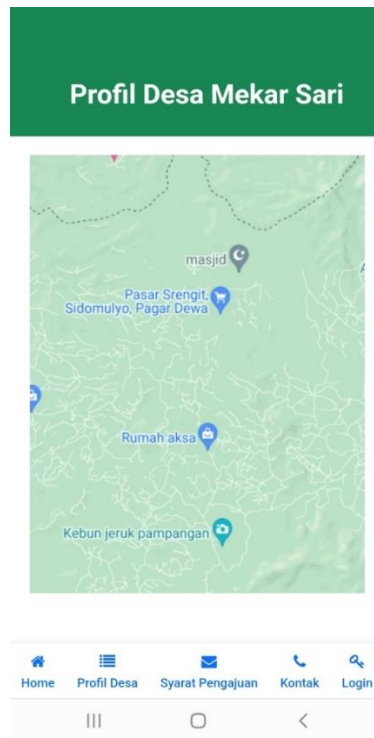 Profil Desa Mekar Sari
masjid
Pasar Srengit,
Sidomulyo, Pagar Dewa
Rumah aksa
Kebun jeruk pampangan
Home Profil Desa Syarat Pengajuan Kontak Login